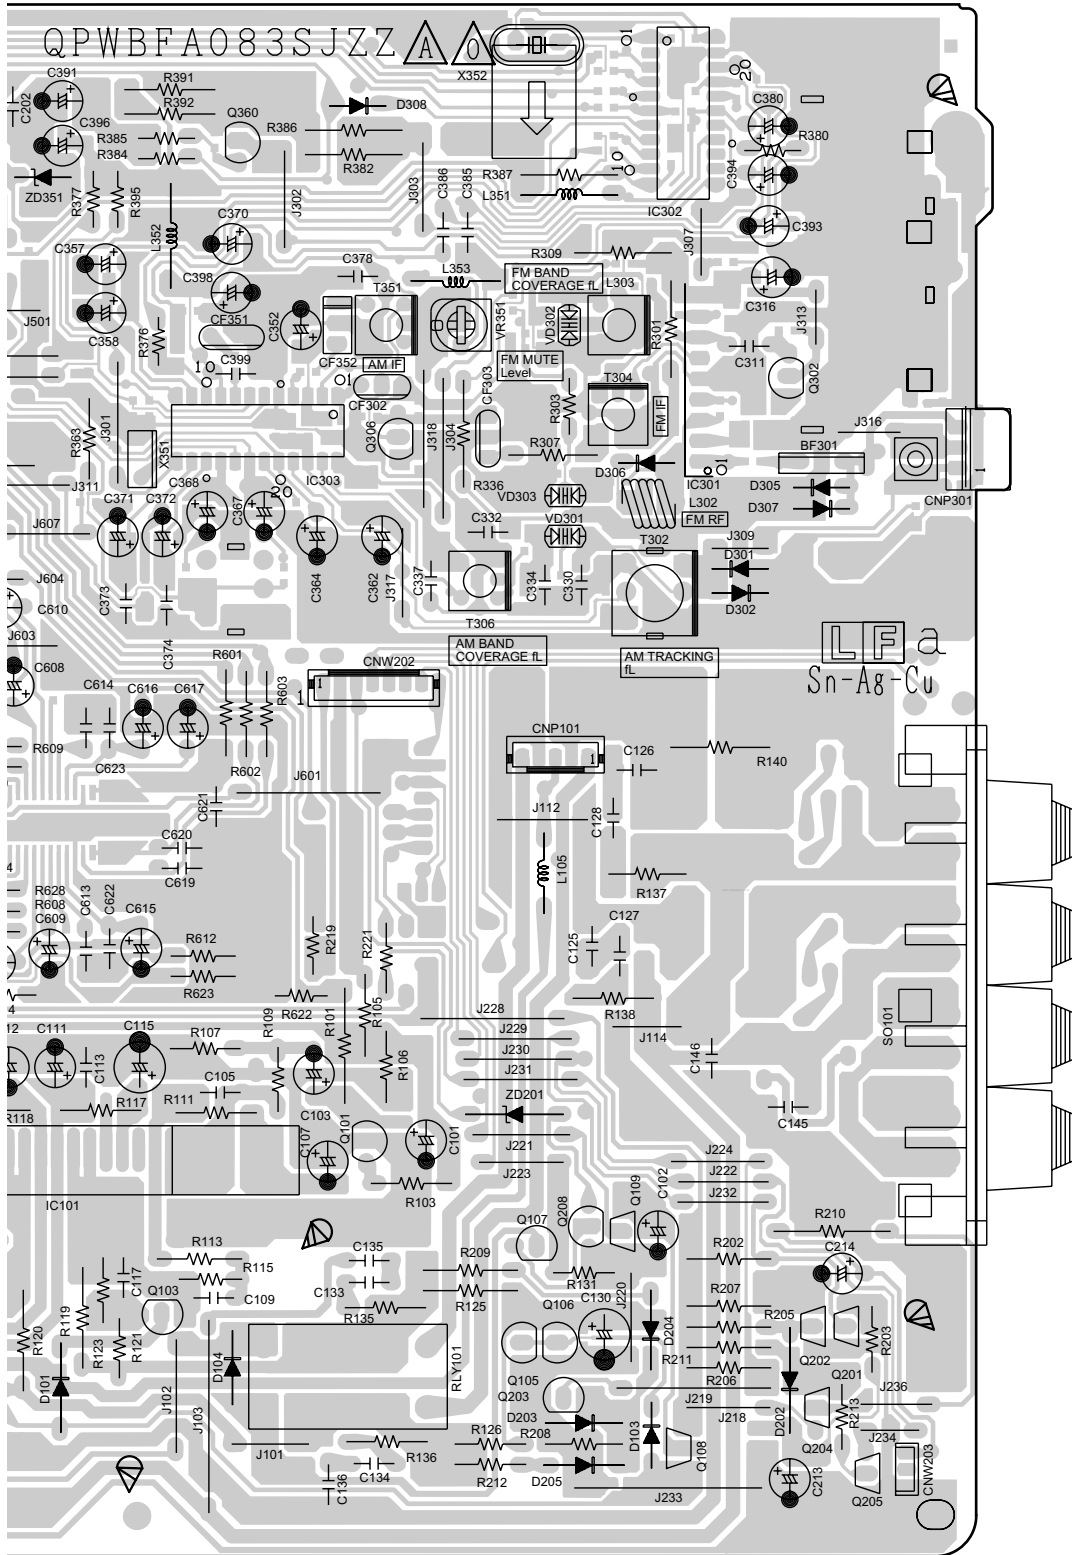 QPWBFA083SJZZ A 0
X352
1
20
C391
R391
D308
C380
C202
R392
Q360
C396
R385
R386
R380
R384
R382
C394
10
ZD351
R377
R395
J302
J303
C386
C385
R387
L351
IC302
C370
L352
J307
C393
C357
R309
C378
L353
FM BAND
COVERAGE fL
L303
C398
T351
C316
J501
CF351
C352
VR351
VD302
R301
J313
C358
R376
C399
CF352
AM IF
FM MUTE
Level
C311
Q302
10
1
CF302
CF303
T304
R303
FM IF
J301
R363
X351
Q306
J318
J304
R307
J316
BF301
J311
C368
IC303
R336
D306
IC301
1
D305
1
C371
C372
C367
20
VD303
L302
D307
CNP301
J607
C332
VD301
FM RF
T302
J309
D301
J604
C373
C364
C362
J317
C337
C334
C330
D302
C610
C374
T306
J603
R601
AM BAND
COVERAGE fL
AM TRACKING
fL
LF a
Sn-Ag-Cu
C608
CNW202
C614
C616
C617
R603
1
1
CNP101
R609
C126
1
C623
R602
J601
R140
C621
J112
C128
C620
L105
C619
R137
R628
R608
C609
C613
C622
C615
R612
R219
R221
C127
C125
R623
R622
R101
R105
R138
J228
J114
SO101
C111
C115
R107
R109
J229
J230
R106
C146
C113
C105
J231
R117
R111
ZD201
R118
C103
C145
C107
Q101
C101
J221
J224
J223
J222
IC101
R103
Q208
Q109
C102
J232
Q107
R210
R113
C135
R209
R202
C214
R115
R131
C117
Q103
C109
C133
R125
Q106
C130
J220
R207
R205
R119
R135
R120
R123
R121
D104
RLY101
D204
R211
Q202
R203
D101
Q105
R206
Q201
J102
Q203
J219
J236
J103
D203
J218
D202
R213
R126
R208
D103
Q204
J234
J101
R136
Q108
CNW203
C134
R212
D205
C136
J233
C213
Q205